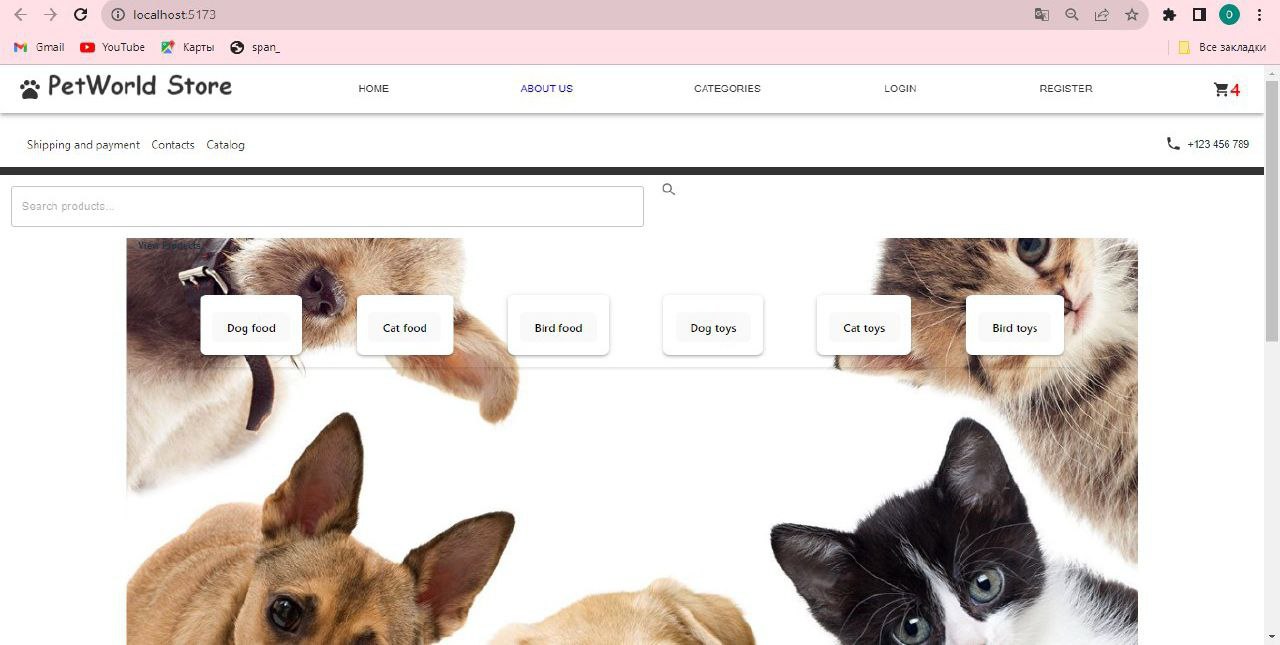 localhost:5173
O
Gmail YouTube Карты span_ Все закладки
PetWorld Store HOME ABOUT US CATEGORIES LOGIN REGISTER 4
Shipping and payment Contacts Catalog +123 456 789
Search products...
View Products
Dog food Cat food Bird food Dog toys Cat toys Bird toys